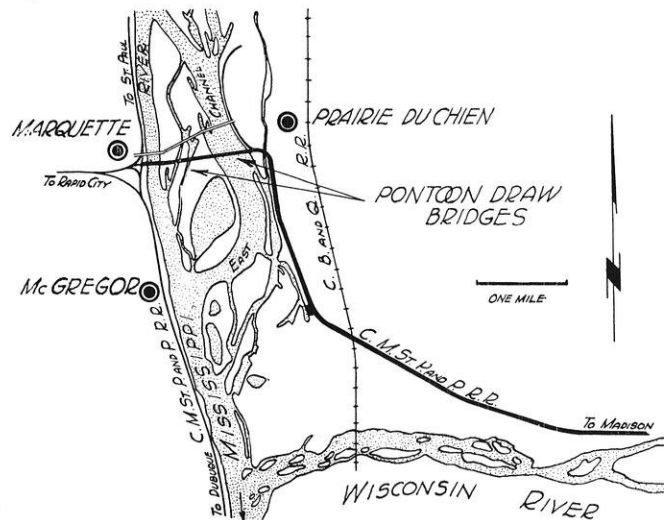 TO ST. PAUL
RIVER
CHANNEL
MARQUETTE
PRAIRIE DU CHIEN
R.R.
TO RAPID CITY
PONTOON DRAW
BRIDGES
C. B. AND Q.
EAST
McGREGOR
ONE MILE
C. M. ST. P. AND P. R. R.
MISSISSIPPI
C. M. ST. P. AND P. R. R.
TO MADISON
TO DUBUQUE
WISCONSIN
RIVER